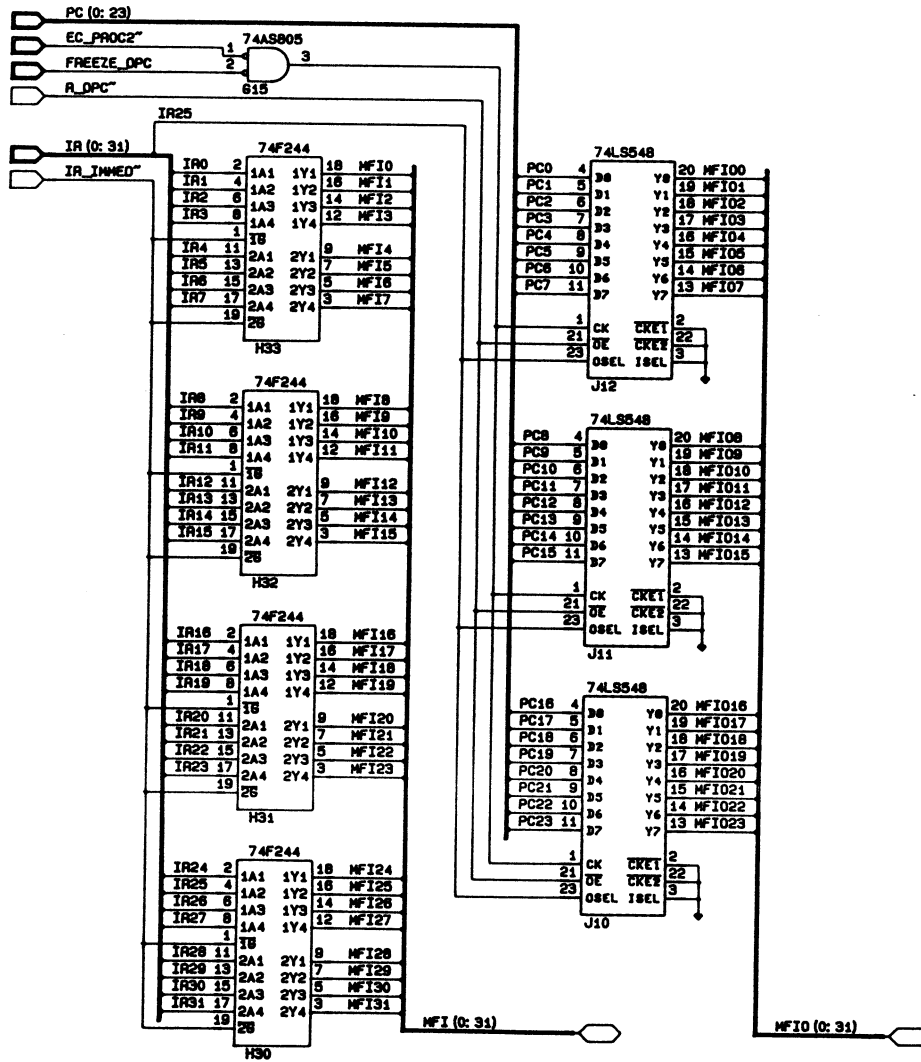 PC (0: 23)
EC_PROC2~
FREEZE_OPC
R_OPC~
1
2
74AS805
3
G15
IR25
IR (0: 31)
IR_IMMED~
74F244
IR0 2 1A1 1Y1 18 MFI0
IR1 4 1A2 1Y2 16 MFI1
IR2 6 1A3 1Y3 14 MFI2
IR3 8 1A4 1Y4 12 MFI3
1 1G
IR4 11 2A1 2Y1 9 MFI4
IR5 13 2A2 2Y2 7 MFI5
IR6 15 2A3 2Y3 5 MFI6
IR7 17 2A4 2Y4 3 MFI7
19 2G
H33
74F244
IR8 2 1A1 1Y1 18 MFI8
IR9 4 1A2 1Y2 16 MFI9
IR10 6 1A3 1Y3 14 MFI10
IR11 8 1A4 1Y4 12 MFI11
1 1G
IR12 11 2A1 2Y1 9 MFI12
IR13 13 2A2 2Y2 7 MFI13
IR14 15 2A3 2Y3 5 MFI14
IR15 17 2A4 2Y4 3 MFI15
19 2G
H32
74F244
IR16 2 1A1 1Y1 18 MFI16
IR17 4 1A2 1Y2 16 MFI17
IR18 6 1A3 1Y3 14 MFI18
IR19 8 1A4 1Y4 12 MFI19
1 1G
IR20 11 2A1 2Y1 9 MFI20
IR21 13 2A2 2Y2 7 MFI21
IR22 15 2A3 2Y3 5 MFI22
IR23 17 2A4 2Y4 3 MFI23
19 2G
H31
74F244
IR24 2 1A1 1Y1 18 MFI24
IR25 4 1A2 1Y2 16 MFI25
IR26 6 1A3 1Y3 14 MFI26
IR27 8 1A4 1Y4 12 MFI27
1 1G
IR28 11 2A1 2Y1 9 MFI28
IR29 13 2A2 2Y2 7 MFI29
IR30 15 2A3 2Y3 5 MFI30
IR31 17 2A4 2Y4 3 MFI31
19 2G
H30
MFI (0: 31)
74LS548
PC0 4 D0 Y0 20 MFIO0
PC1 5 D1 Y1 19 MFIO1
PC2 6 D2 Y2 18 MFIO2
PC3 7 D3 Y3 17 MFIO3
PC4 8 D4 Y4 16 MFIO4
PC5 9 D5 Y5 15 MFIO5
PC6 10 D6 Y6 14 MFIO6
PC7 11 D7 Y7 13 MFIO7
1 CK CKE1 2
21 OE CKE2 22
23 OSEL ISEL 3
J12
74LS548
PC8 4 D0 Y0 20 MFIO8
PC9 5 D1 Y1 19 MFIO9
PC10 6 D2 Y2 18 MFIO10
PC11 7 D3 Y3 17 MFIO11
PC12 8 D4 Y4 16 MFIO12
PC13 9 D5 Y5 15 MFIO13
PC14 10 D6 Y6 14 MFIO14
PC15 11 D7 Y7 13 MFIO15
1 CK CKE1 2
21 OE CKE2 22
23 OSEL ISEL 3
J11
74LS548
PC16 4 D0 Y0 20 MFIO16
PC17 5 D1 Y1 19 MFIO17
PC18 6 D2 Y2 18 MFIO18
PC19 7 D3 Y3 17 MFIO19
PC20 8 D4 Y4 16 MFIO20
PC21 9 D5 Y5 15 MFIO21
PC22 10 D6 Y6 14 MFIO22
PC23 11 D7 Y7 13 MFIO23
1 CK CKE1 2
21 OE CKE2 22
23 OSEL ISEL 3
J10
MFIO (0: 31)